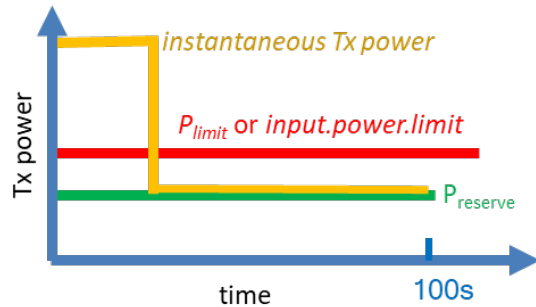 instantaneous Tx power
Plimit or input.power.limit
Tx power
Preserve
time
100s